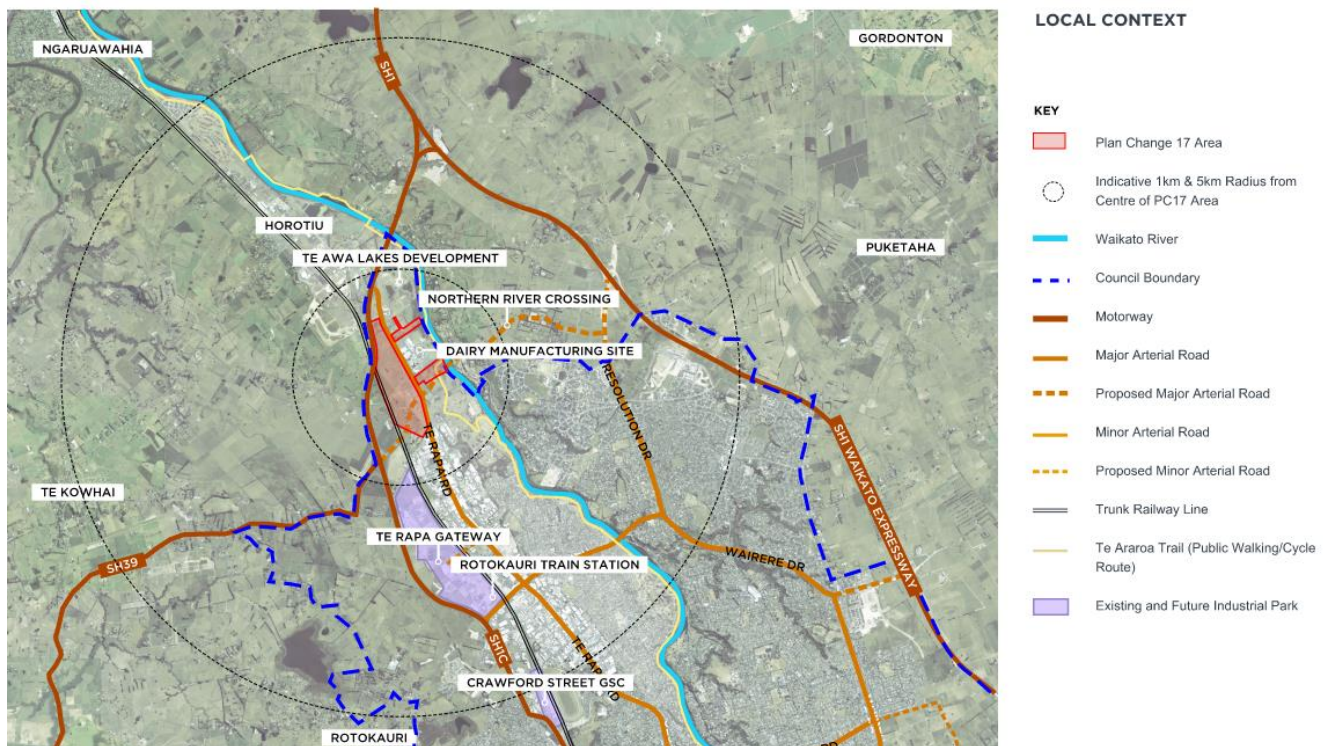 NGARUAWAHIA
GORDONTON
SH1
HOROTIU
PUKETAHA
TE AWA LAKES DEVELOPMENT
NORTHERN RIVER CROSSING
DAIRY MANUFACTURING SITE
RESOLUTION DR
TE RAPA RD
SH1 WAIKATO EXPRESSWAY
TE KOWHAI
TE RAPA GATEWAY
ROTOKAURI TRAIN STATION
WAIRERE DR
SH39
SH1C
TE RAPA RD
CRAWFORD STREET GSC
ROTOKAURI
LOCAL CONTEXT
KEY
Plan Change 17 Area
Indicative 1km & 5km Radius from
Centre of PC17 Area
Waikato River
Council Boundary
Motorway
Major Arterial Road
Proposed Major Arterial Road
Minor Arterial Road
Proposed Minor Arterial Road
Trunk Railway Line
Te Araroa Trail (Public Walking/Cycle
Route)
Existing and Future Industrial Park